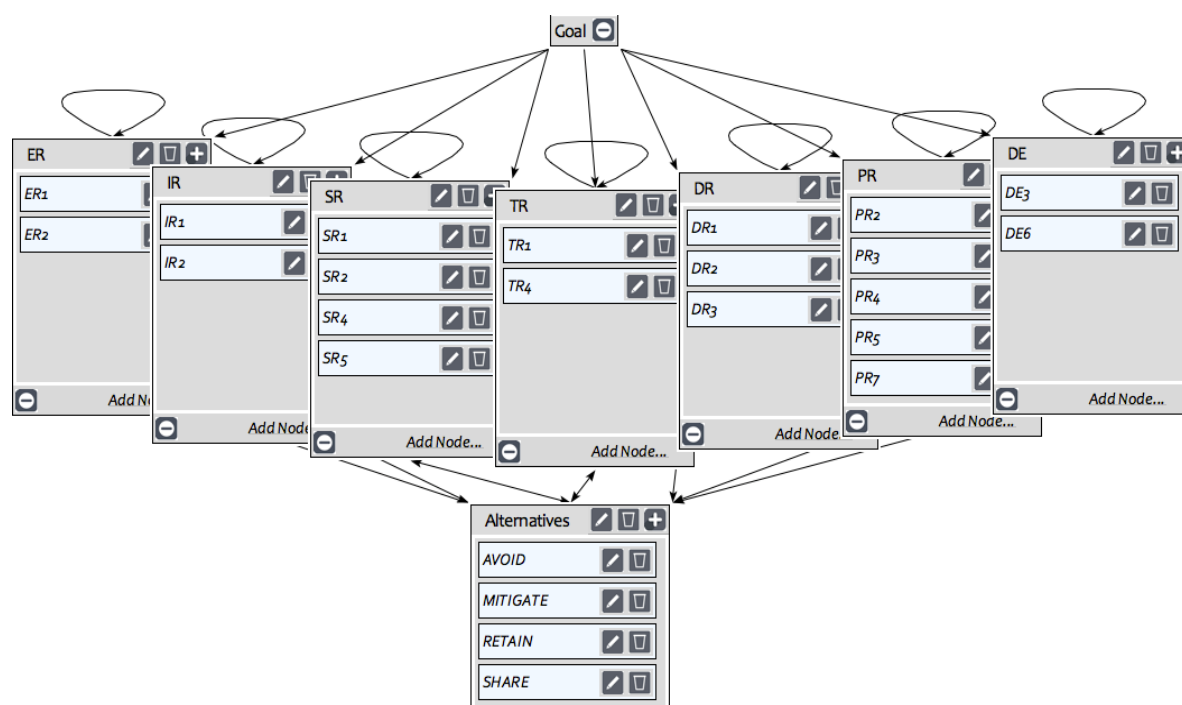 Goal
ER
ER1
ER2
Add No
IR
IR1
IR2
Add Node
SR
SR1
SR2
SR4
SR5
Add Node...
TR
TR1
TR4
Add Node...
DR
DR1
DR2
DR3
Add Node...
PR
PR2
PR3
PR4
PR5
PR7
Add Node...
DE
DE3
DE6
Add Node...
Alternatives
AVOID
MITIGATE
RETAIN
SHARE